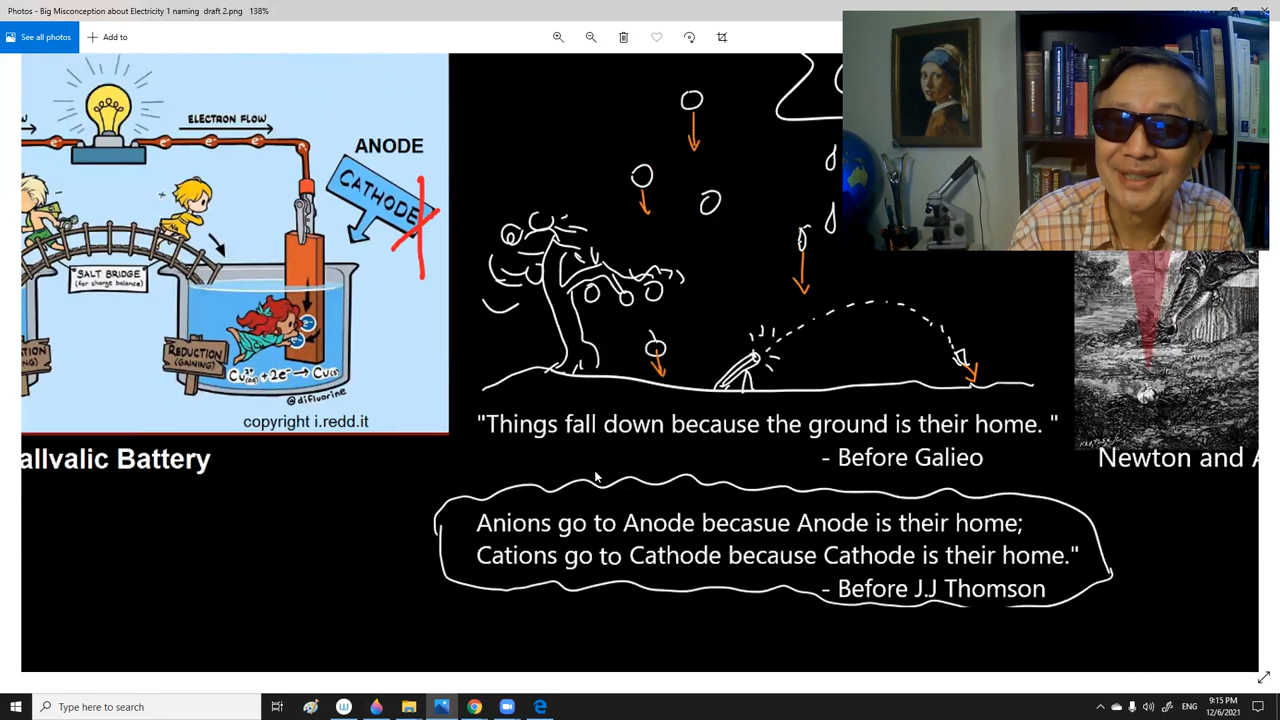 Photos - Big Misconception about Electricity 1 naming draft 2.png 138%
See all photos
Add to
ELECTRON FLOW
e-
e-
e-
e-
ANODE
CATHODE
SALT BRIDGE
(for charge balance)
REDUCTION
(GAINING)
Cu2+(aq) + 2e- → Cu(s)
@difluorine
copyright i.redd.it
allvalic Battery
"Things fall down because the ground is their home. "
- Before Galieo
Newton and A
Anions go to Anode becasue Anode is their home;
Cations go to Cathode because Cathode is their home."
- Before J.J Thomson
Type here to search
ENG
9:15 PM
12/6/2021